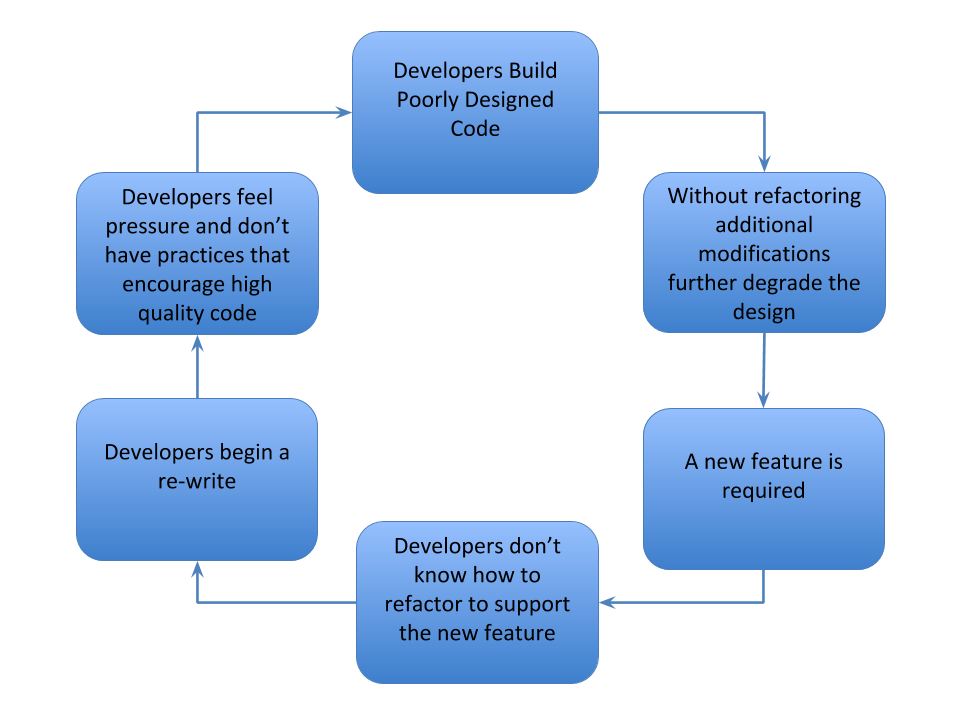 Developers Build
Poorly Designed
Code
Without refactoring
additional
modifications
further degrade the
design
A new feature is
required
Developers don’t
know how to
refactor to support
the new feature
Developers begin a
re-write
Developers feel
pressure and don’t
have practices that
encourage high
quality code